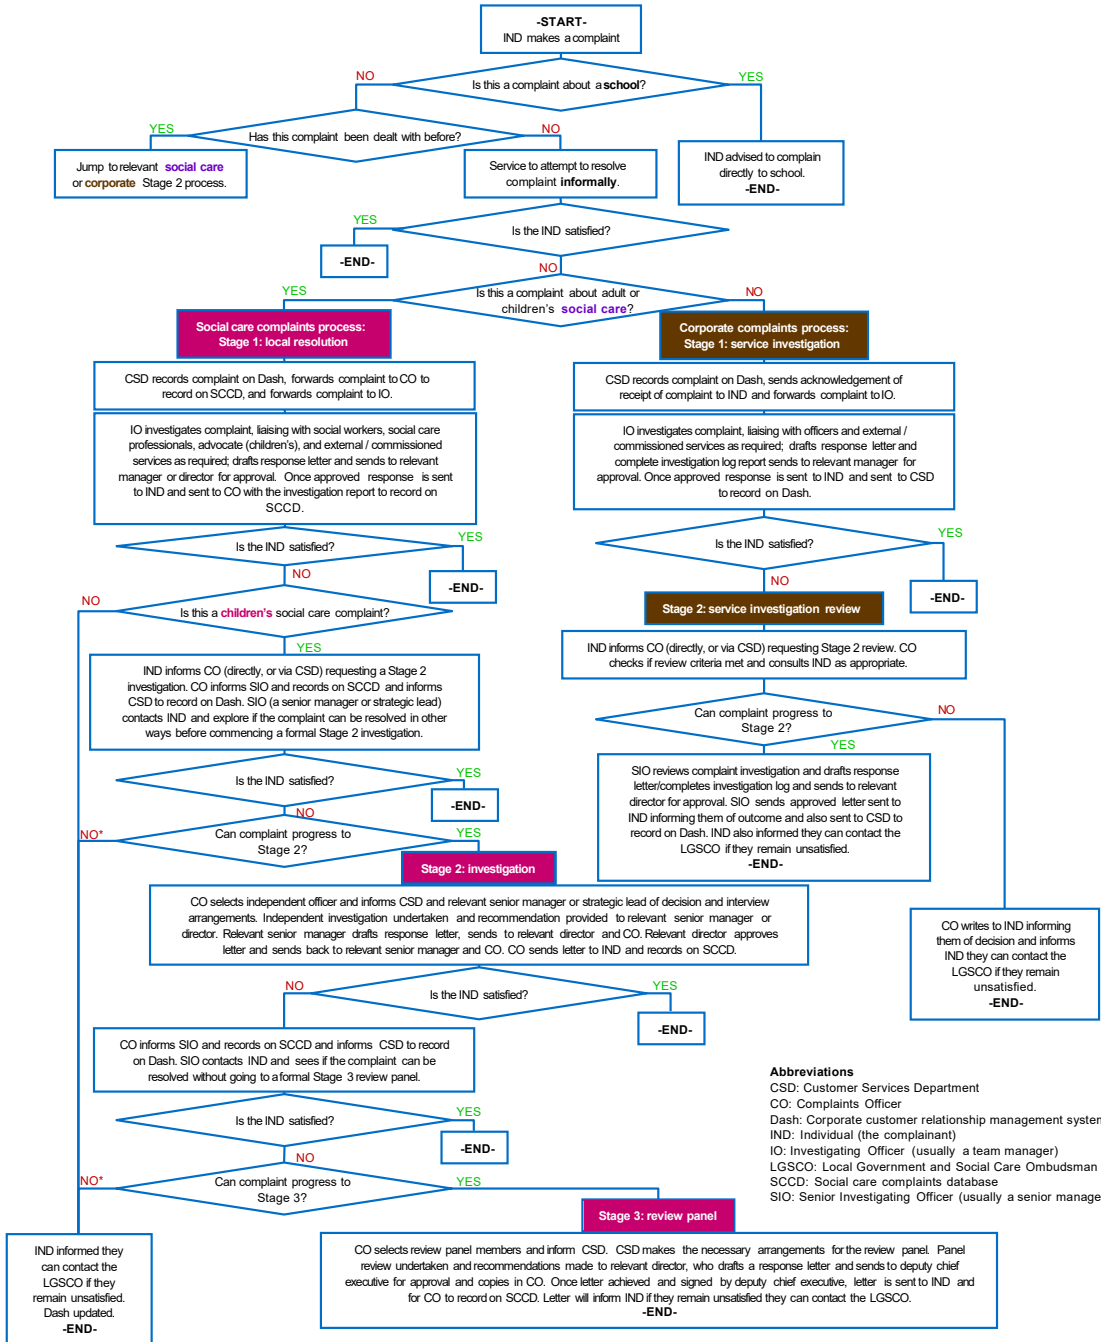 -START-
IND makes a complaint
NO
Is this a complaint about a school?
YES
YES
Has this complaint been dealt with before?
NO
Jump to relevant social care
or corporate Stage 2 process.
Service to attempt to resolve
complaint informally.
IND advised to complain
directly to school.
-END-
YES
Is the IND satisfied?
-END-
NO
YES
Is this a complaint about adult or
children's social care?
NO
Social care complaints process:
Stage 1: local resolution
Corporate complaints process:
Stage 1: service investigation
CSD records complaint on Dash, forwards complaint to CO to
record on SCCD, and forwards complaint to IO.
CSD records complaint on Dash, sends acknowledgement of
receipt of complaint to IND and forwards complaint to IO.
IO investigates complaint, liaising with social workers, social care
professionals, advocate (children's), and external / commissioned
services as required; drafts response letter and sends to relevant
manager or director for approval. Once approved response is sent
to IND and sent to CO with the investigation report to record on
SCCD.
IO investigates complaint, liaising with officers and external /
commissioned services as required; drafts response letter and
complete investigation log report sends to relevant manager for
approval. Once approved response is sent to IND and sent to CSD
to record on Dash.
Is the IND satisfied?
YES
-END-
NO
Is the IND satisfied?
YES
-END-
NO
NO
Is this a children's social care complaint?
YES
Stage 2: service investigation review
IND informs CO (directly, or via CSD) requesting Stage 2 review. CO
checks if review criteria met and consults IND as appropriate.
IND informs CO (directly, or via CSD) requesting a Stage 2
investigation. CO informs SIO and records on SCCD and informs
CSD to record on Dash. SIO (a senior manager or strategic lead)
contacts IND and explore if the complaint can be resolved in other
ways before commencing a formal Stage 2 investigation.
Can complaint progress to
Stage 2?
NO
YES
SIO reviews complaint investigation and drafts response
letter/completes investigation log and sends to relevant
director for approval. SIO sends approved letter sent to
IND informing them of outcome and also sent to CSD to
record on Dash. IND also informed they can contact the
LGSCO if they remain unsatisfied.
-END-
Is the IND satisfied?
YES
-END-
NO
NO*
Can complaint progress to
Stage 2?
YES
Stage 2: investigation
CO selects independent officer and informs CSD and relevant senior manager or strategic lead of decision and interview
arrangements. Independent investigation undertaken and recommendation provided to relevant senior manager or
director. Relevant senior manager drafts response letter, sends to relevant director and CO. Relevant director approves
letter and sends back to relevant senior manager and CO. CO sends letter to IND and records on SCCD.
CO writes to IND informing
them of decision and informs
IND they can contact the
LGSCO if they remain
unsatisfied.
-END-
NO
Is the IND satisfied?
YES
-END-
CO informs SIO and records on SCCD and informs CSD to record
on Dash. SIO contacts IND and sees if the complaint can be
resolved without going to a formal Stage 3 review panel.
Is the IND satisfied?
YES
-END-
NO
NO*
Can complaint progress to
Stage 3?
YES
Abbreviations
CSD: Customer Services Department
CO: Complaints Officer
Dash: Corporate customer relationship management system
IND: Individual (the complainant)
IO: Investigating Officer (usually a team manager)
LGSCO: Local Government and Social Care Ombudsman
SCCD: Social care complaints database
SIO: Senior Investigating Officer (usually a senior manage
Stage 3: review panel
CO selects review panel members and inform CSD. CSD makes the necessary arrangements for the review panel. Panel
review undertaken and recommendations made to relevant director, who drafts a response letter and sends to deputy chief
executive for approval and copies in CO. Once letter achieved and signed by deputy chief executive, letter is sent to IND and
for CO to record on SCCD. Letter will inform IND if they remain unsatisfied they can contact the LGSCO.
-END-
IND informed they
can contact the
LGSCO if they
remain unsatisfied.
Dash updated.
-END-